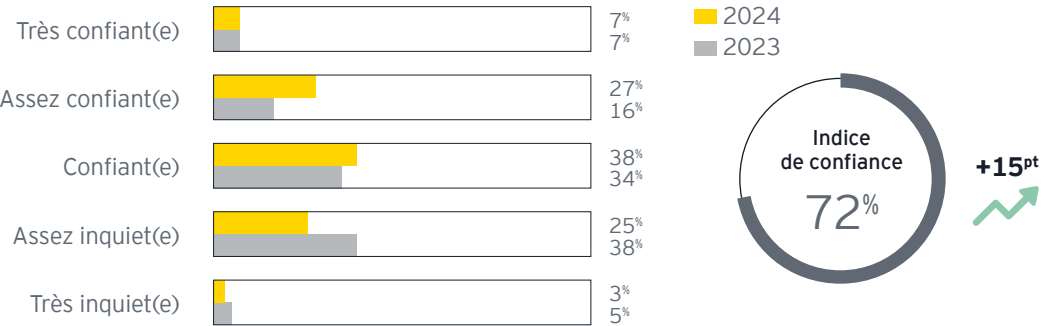 Très confiant(e)
7%
7%
Assez confiant(e)
27%
16%
Confiant(e)
38%
34%
Assez inquiet(e)
25%
38%
Très inquiet(e)
3%
5%
2024
2023
Indice
de confiance
72%
+15pt